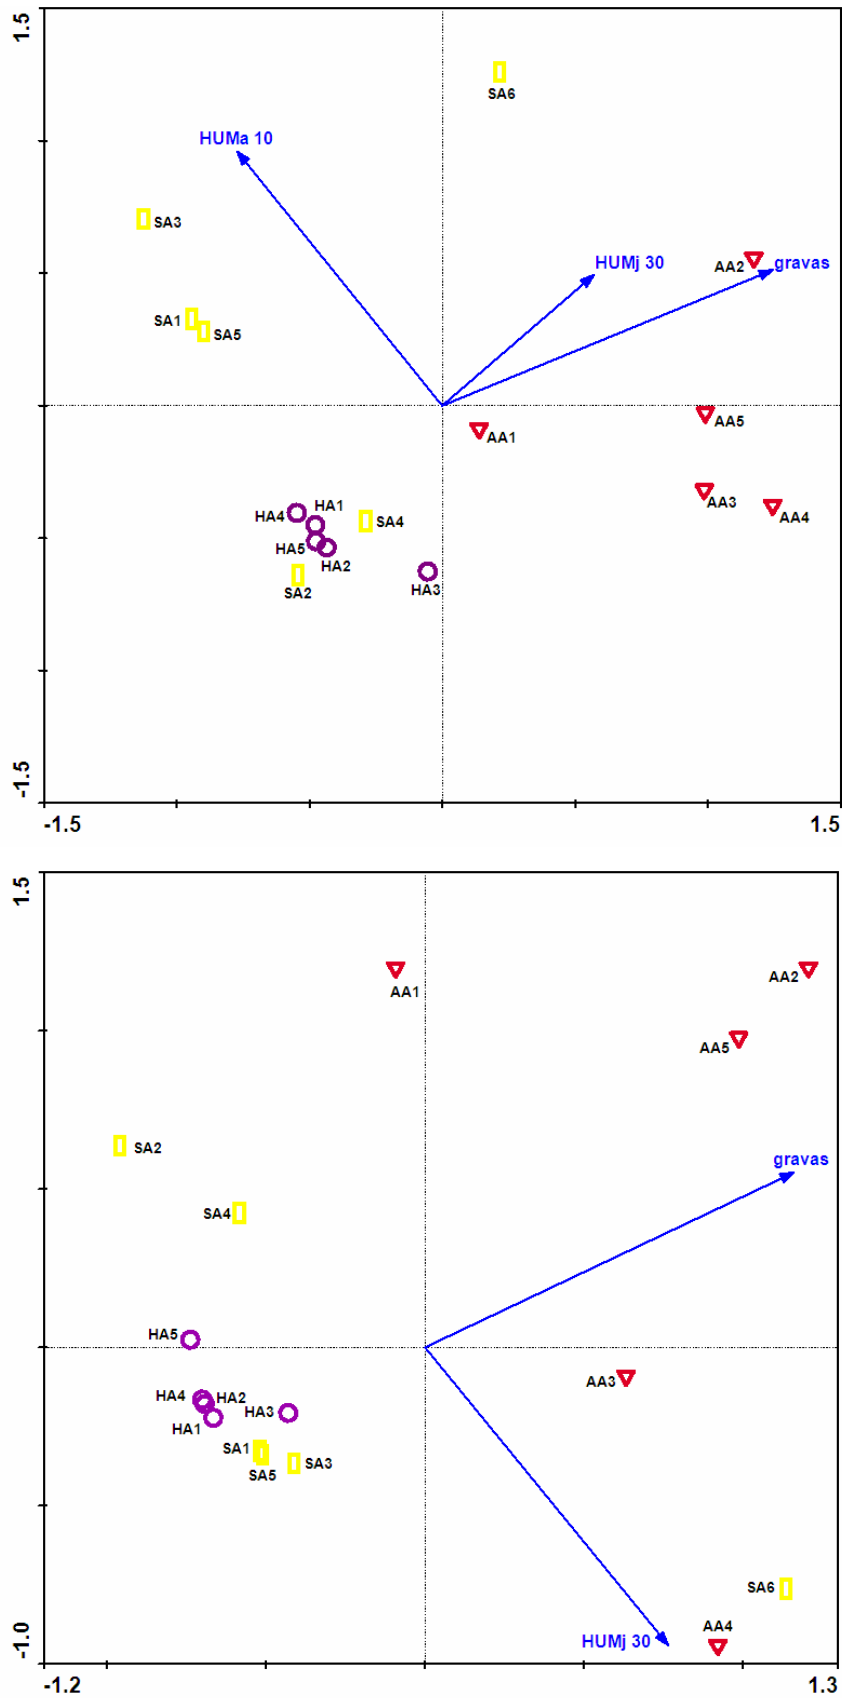 1.5
SA6
HUMa 10
SA3
HUMj 30
AA2
gravas
SA1
SA5
AA1
AA5
AA3
AA4
HA4
HA1
SA4
HA5
HA2
SA2
HA3
-1.5
-1.5
1.5
1.5
AA1
AA2
AA5
SA2
gravas
SA4
HA5
HA4
HA2
HA1
HA3
AA3
SA1
SA5
SA3
SA6
AA4
HUMj 30
-1.0
-1.2
1.3